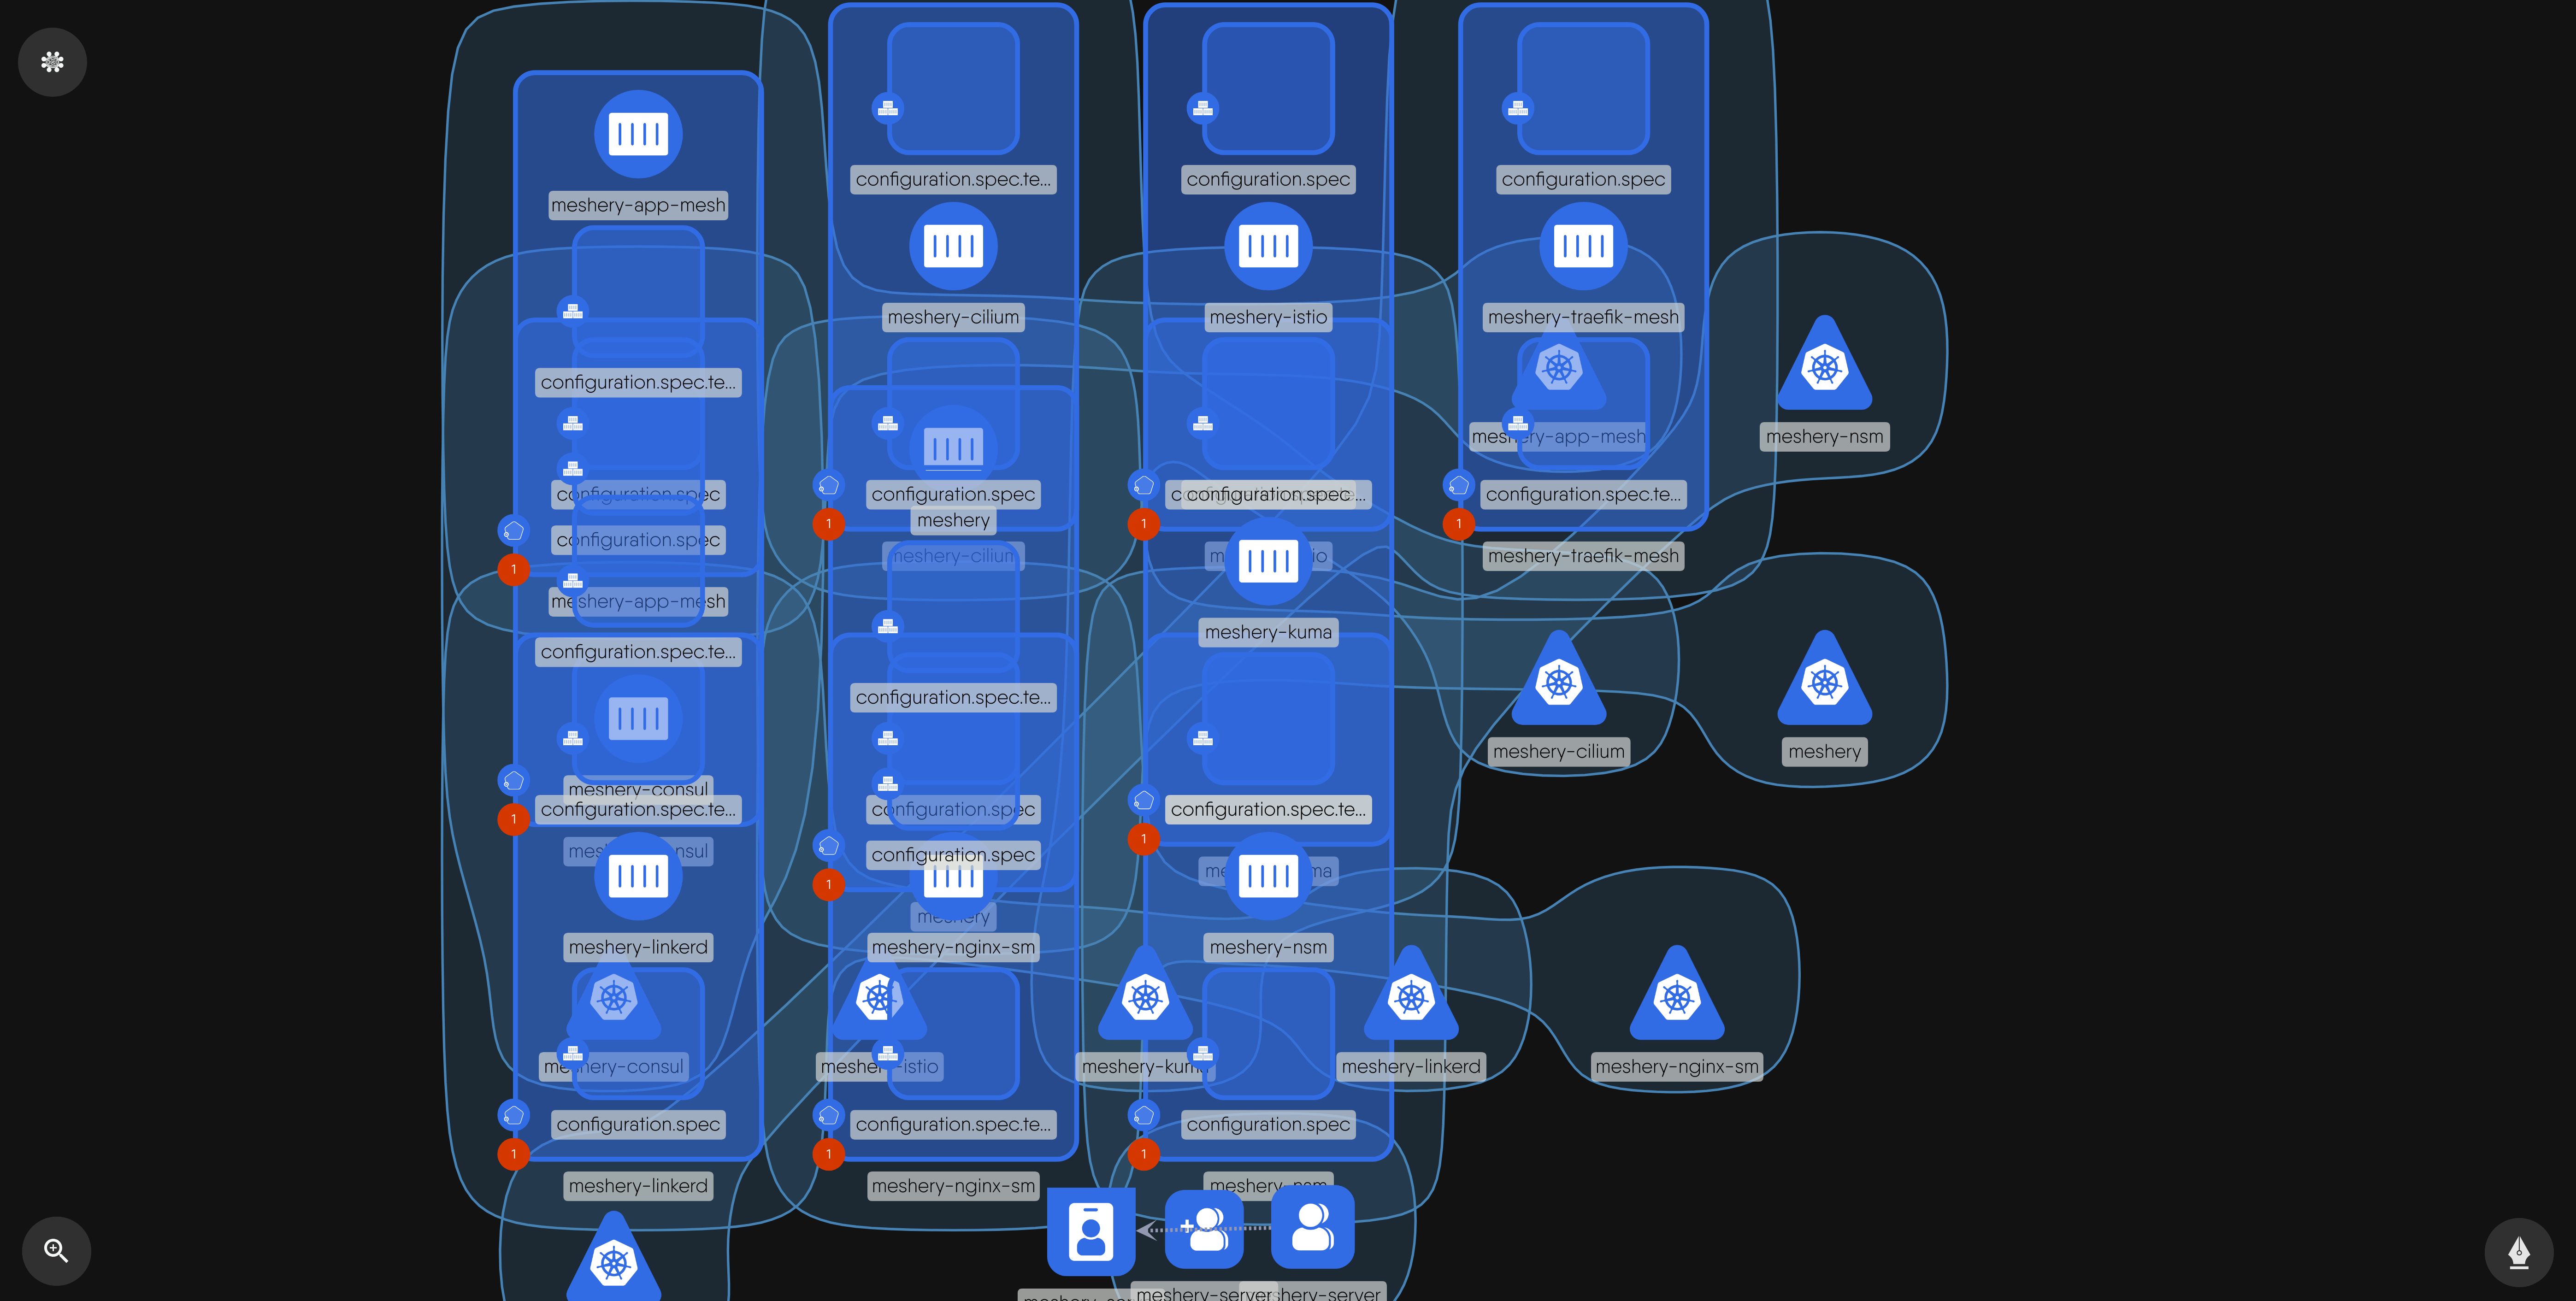 configuration.spec.te...
configuration.spec
configuration.spec
meshery-app-mesh
meshery-cilium
meshery-istio
meshery-traefik-mesh
configuration.spec.te...
meshery-app-mesh
meshery-nsm
configuration.spec
configuration.spec
configuration.spec.te...
configuration.spec.te...
1
1
1
meshery
configuration.spec
meshery-cilium
meshery-traefik-mesh
1
meshery-app-mesh
meshery-kuma
configuration.spec.te...
configuration.spec.te...
meshery-cilium
meshery
meshery-consul
configuration.spec.te...
configuration.spec
configuration.spec.te...
1
1
configuration.spec
1
meshery
meshery-linkerd
meshery-nginx-sm
meshery-nsm
meshery-consul
meshery-istio
meshery-kuma
meshery-linkerd
meshery-nginx-sm
configuration.spec
configuration.spec.te...
configuration.spec
1
1
1
meshery-linkerd
meshery-nginx-sm
meshery-nsm
meshery-server